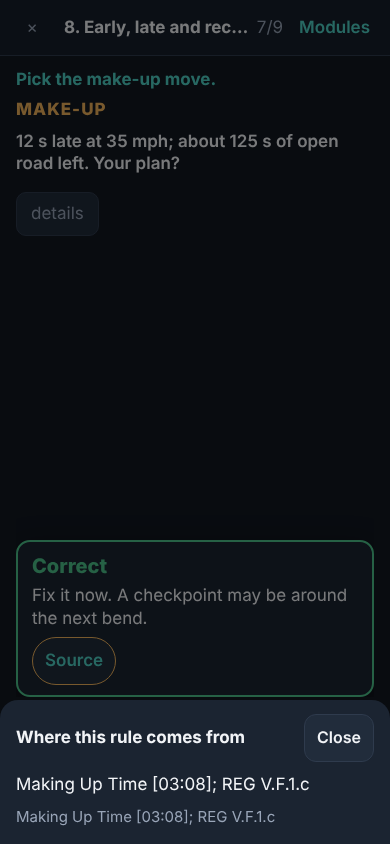 × 8. Early, late and rec... 7/9 Modules
Pick the make-up move.
MAKE-UP
12 s late at 35 mph; about 125 s of open
road left. Your plan?
details
Correct
Fix it now. A checkpoint may be around
the next bend.
Source
Where this rule comes from Close
Making Up Time [03:08]; REG V.F.1.c
Making Up Time [03:08]; REG V.F.1.c